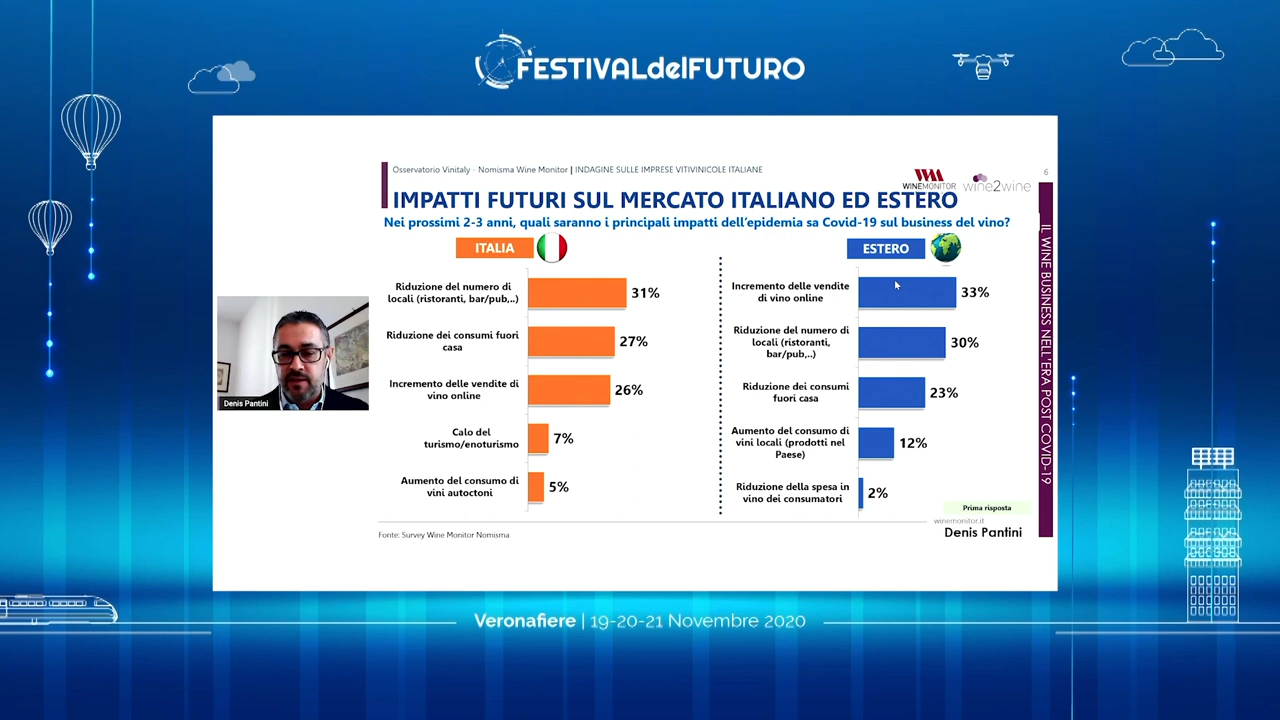 FESTIVALdelFUTURO
Osservatorio Vinitaly - Nomisma Wine Monitor | INDAGINE SULLE IMPRESE VITIVINICOLE ITALIANE
6
WINEMONITOR
wine2wine
IMPATTI FUTURI SUL MERCATO ITALIANO ED ESTERO
Nei prossimi 2-3 anni, quali saranno i principali impatti dell'epidemia sa Covid-19 sul business del vino?
ITALIA
Riduzione del numero di
locali (ristoranti, bar/pub,..)
31%
Riduzione dei consumi fuori
casa
27%
Incremento delle vendite di
vino online
26%
Calo del
turismo/enoturismo
7%
Aumento del consumo di
vini autoctoni
5%
ESTERO
Incremento delle vendite
di vino online
33%
Riduzione del numero di
locali (ristoranti,
bar/pub,..)
30%
Riduzione dei consumi
fuori casa
23%
Aumento del consumo di
vini locali (prodotti nel
Paese)
12%
Riduzione della spesa in
vino dei consumatori
2%
Prima risposta
IL WINE BUSINESS NELL'ERA POST COVID-19
Denis Pantini
Fonte: Survey Wine Monitor Nomisma
winemonitor.it
Denis Pantini
Veronafiere | 19-20-21 Novembre 2020